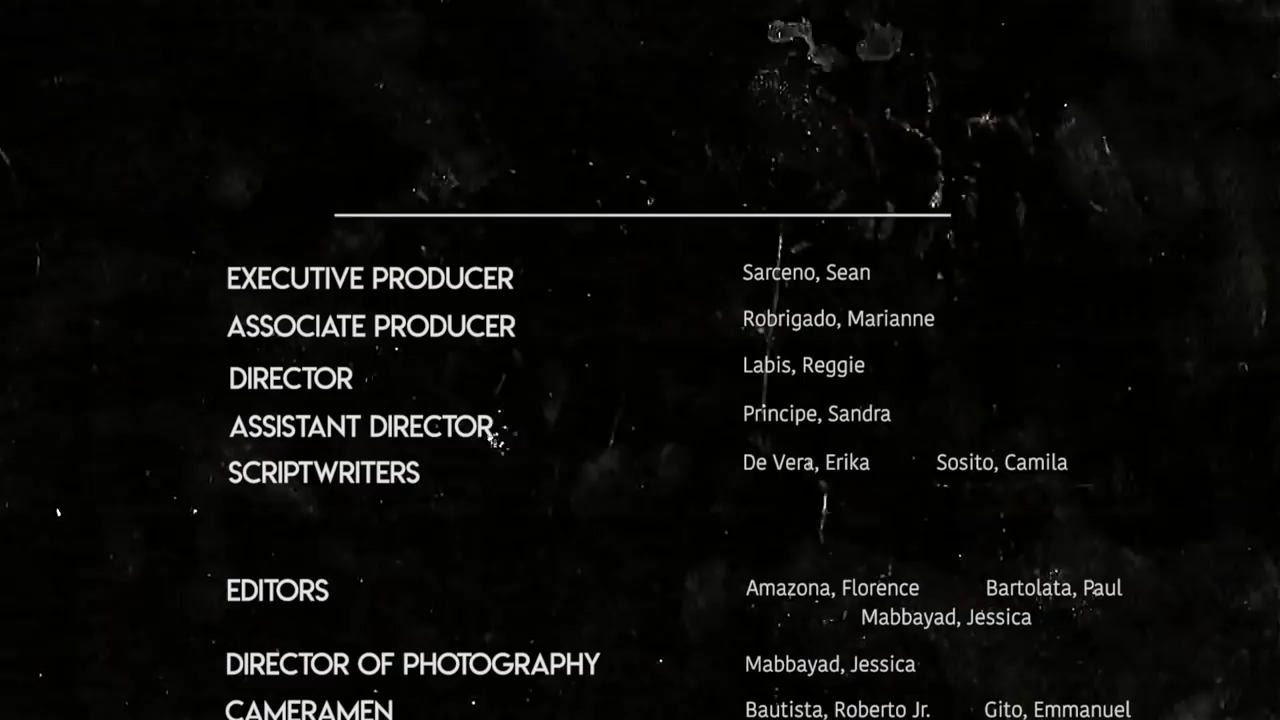 EXECUTIVE PRODUCER Sarceno, Sean
ASSOCIATE PRODUCER Robrigado, Marianne
DIRECTOR Labis, Reggie
ASSISTANT DIRECTOR Principe, Sandra
SCRIPTWRITERS De Vera, Erika Sosito, Camila
EDITORS Amazona, Florence Bartolata, Paul
Mabbayad, Jessica
DIRECTOR OF PHOTOGRAPHY Mabbayad, Jessica
CAMERAMEN Bautista, Roberto Jr. Gito, Emmanuel